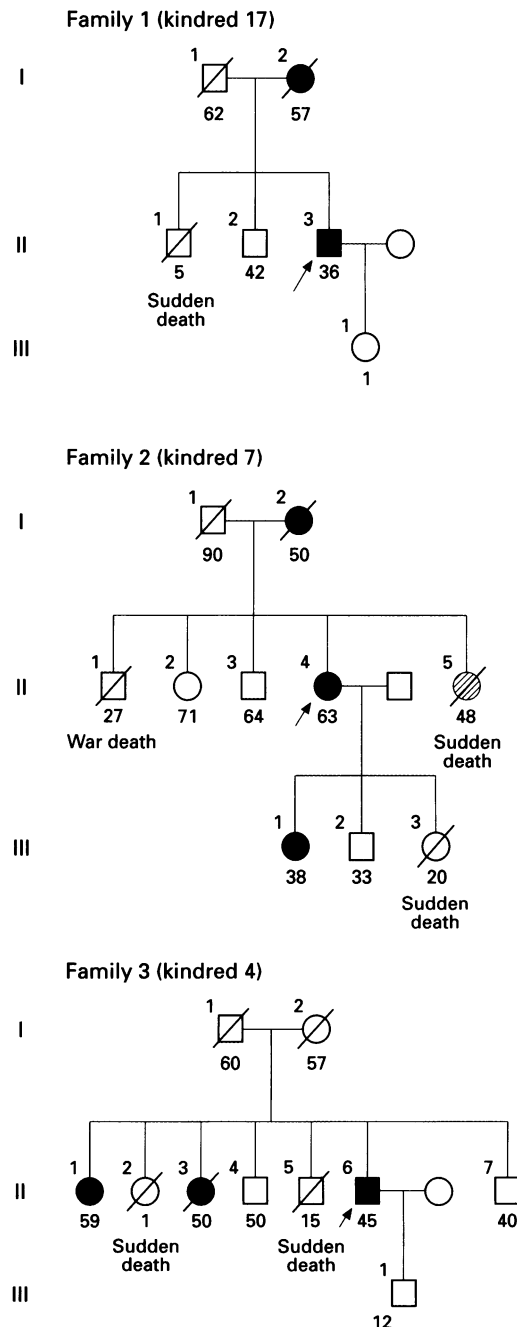 Family 1 (kindred 17)
I
1 2
62 57
1 2 3
II
5 42 36
Sudden
death
1
III
1
Family 2 (kindred 7)
I
1 2
90 50
1 2 3 4 5
II
27 71 64 63 48
War death Sudden
death
1 2 3
III
38 33 20
Sudden
death
Family 3 (kindred 4)
I
1 2
60 57
1 2 3 4 5 6 7
II
59 1 50 50 15 45 40
Sudden Sudden
death death
1
III
12